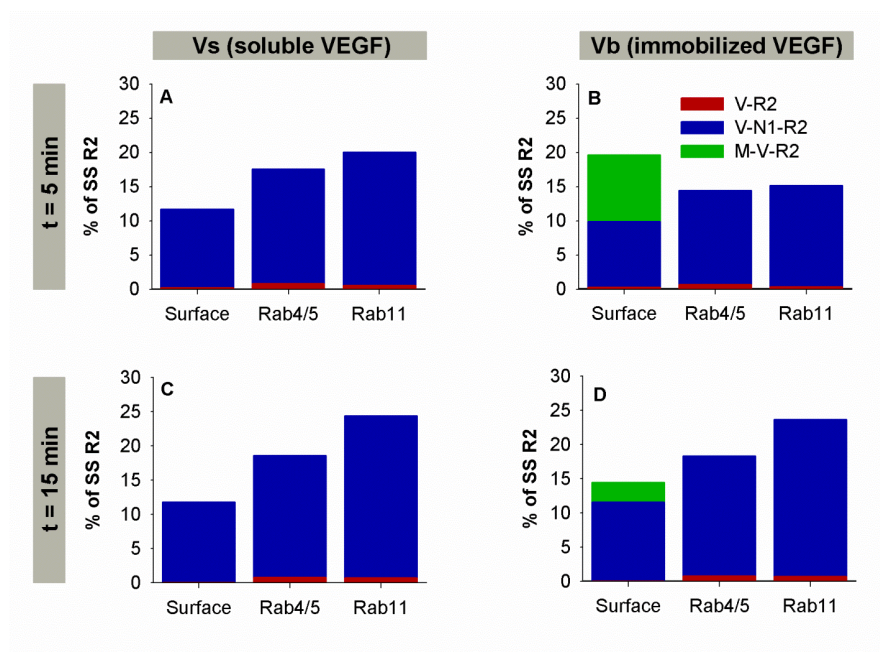 Vs (soluble VEGF)
Vb (immobilized VEGF)
t = 5 min
% of SS R2
30
25
20
15
10
5
0
A
Surface
Rab4/5
Rab11
% of SS R2
30
25
20
15
10
5
0
B
V-R2
V-N1-R2
M-V-R2
Surface
Rab4/5
Rab11
t = 15 min
% of SS R2
30
25
20
15
10
5
0
C
Surface
Rab4/5
Rab11
% of SS R2
30
25
20
15
10
5
0
D
Surface
Rab4/5
Rab11